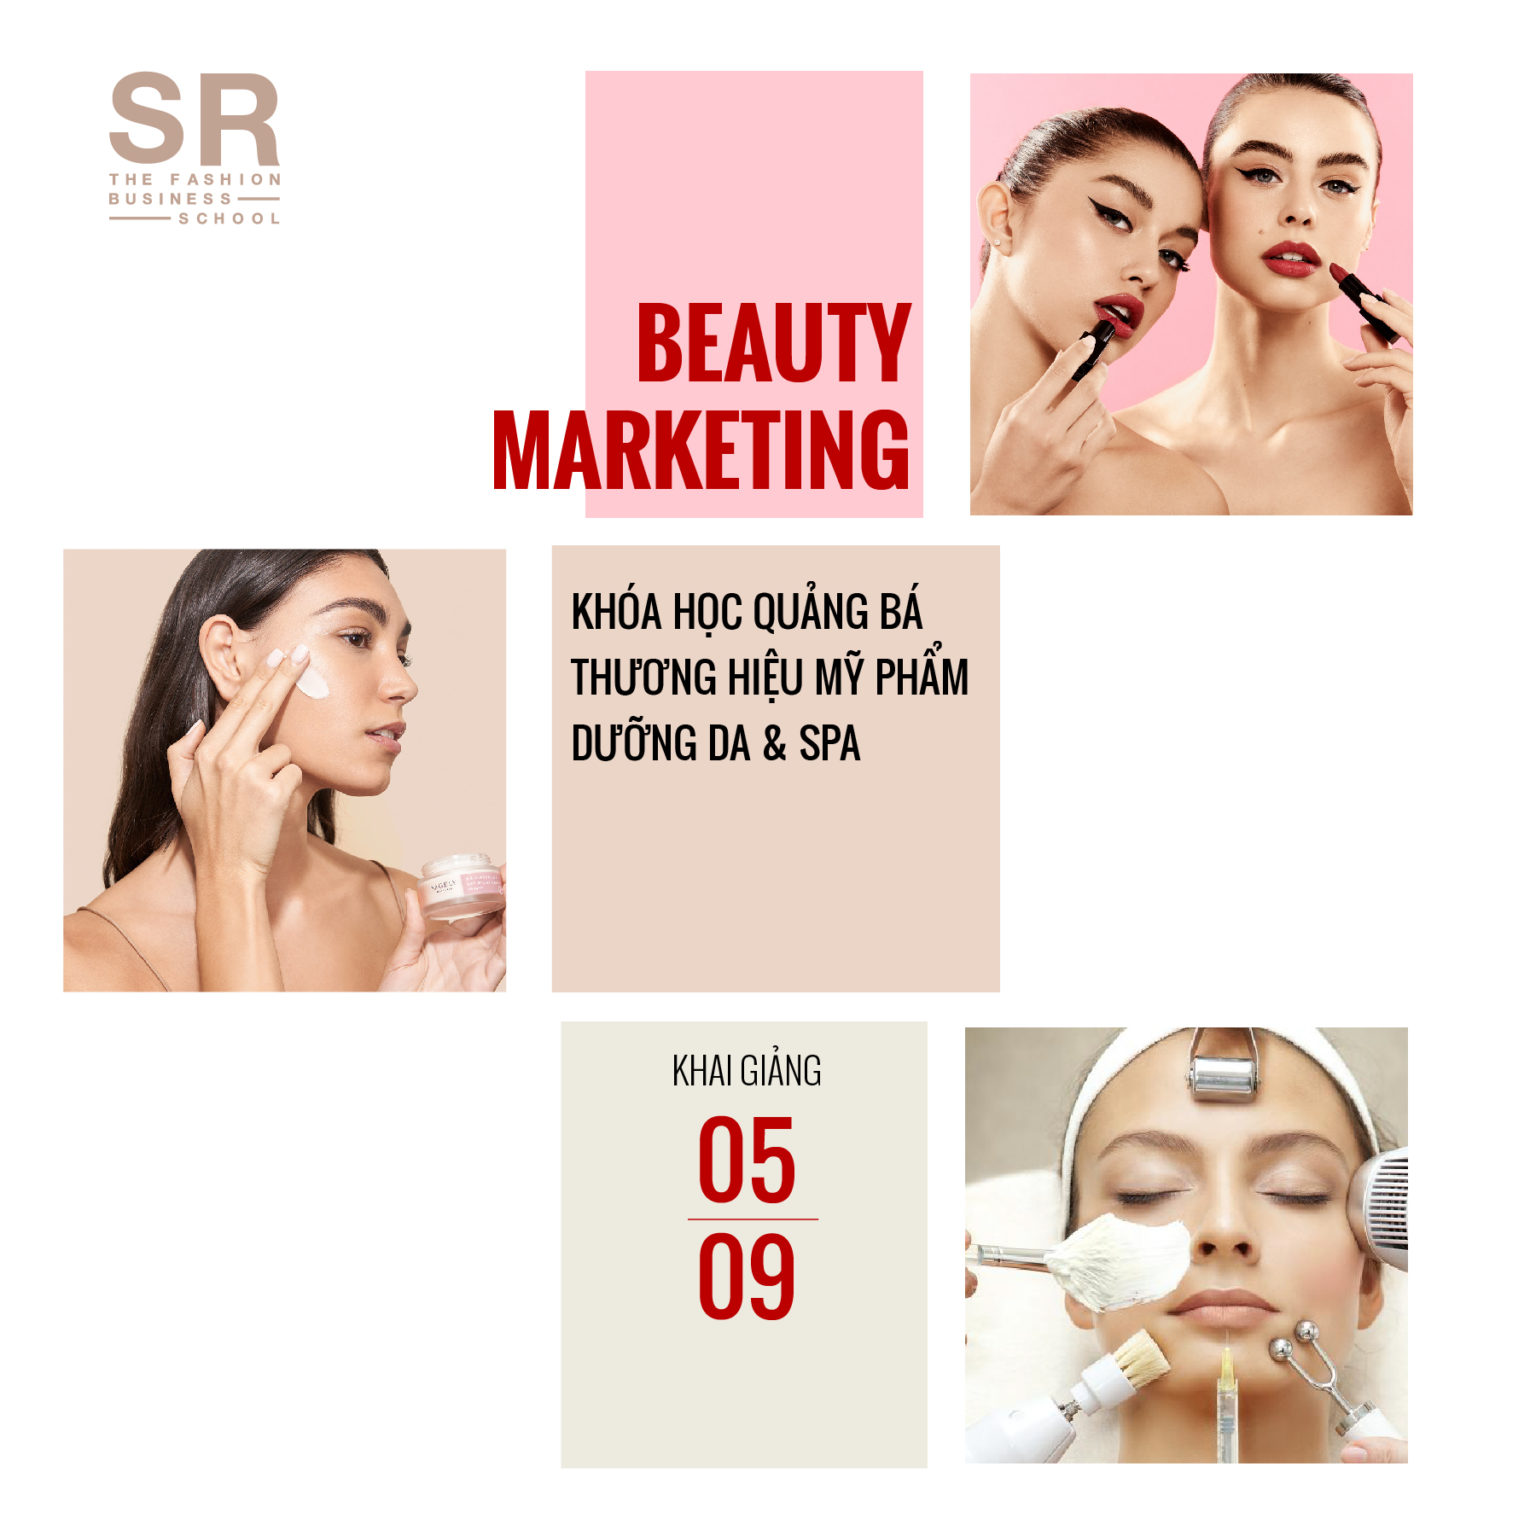 SR
THE FASHION
BUSINESS
SCHOOL
BEAUTY
MARKETING
KHÓA HỌC QUẢNG BÁ
THƯƠNG HIỆU MỸ PHẨM
DƯỠNG DA & SPA
KHAI GIẢNG
05
09